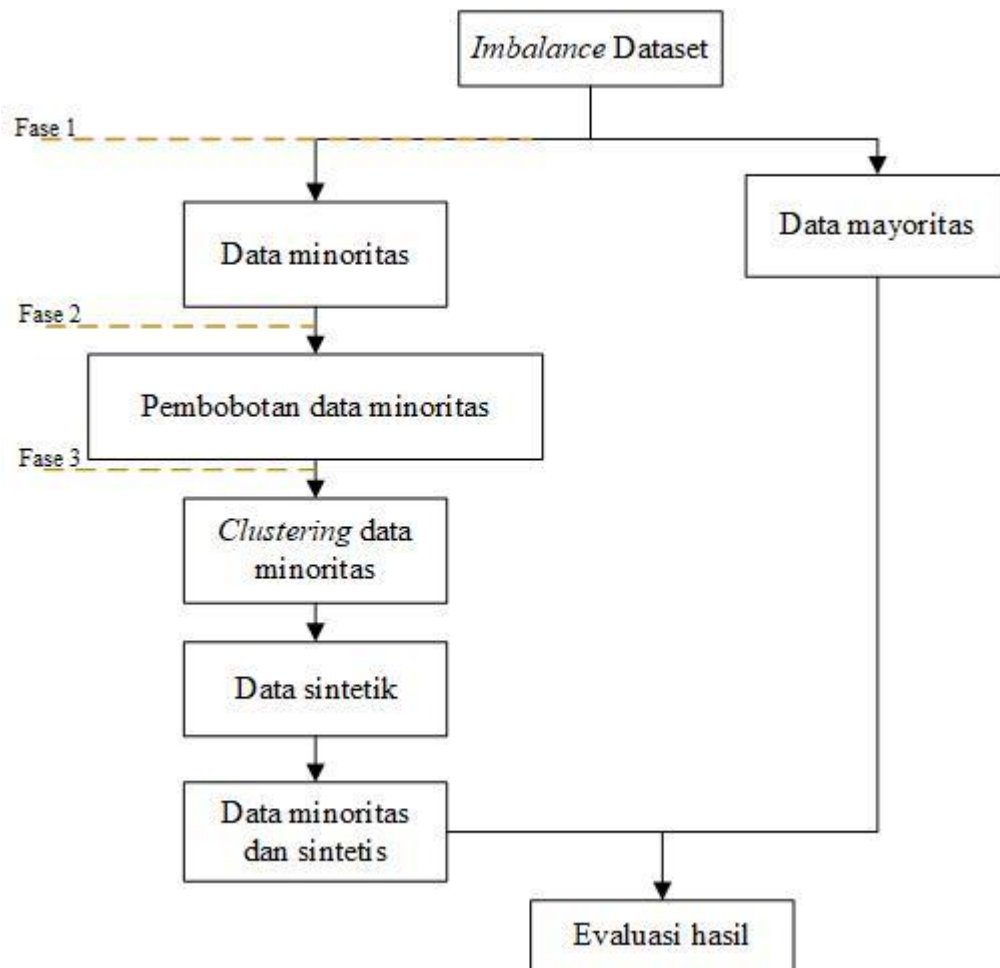 Imbalance Dataset
Fase 1
Data minoritas
Data mayoritas
Fase 2
Pembobotan data minoritas
Fase 3
Clustering data
minoritas
Data sintetik
Data minoritas
dan sintetis
Evaluasi hasil